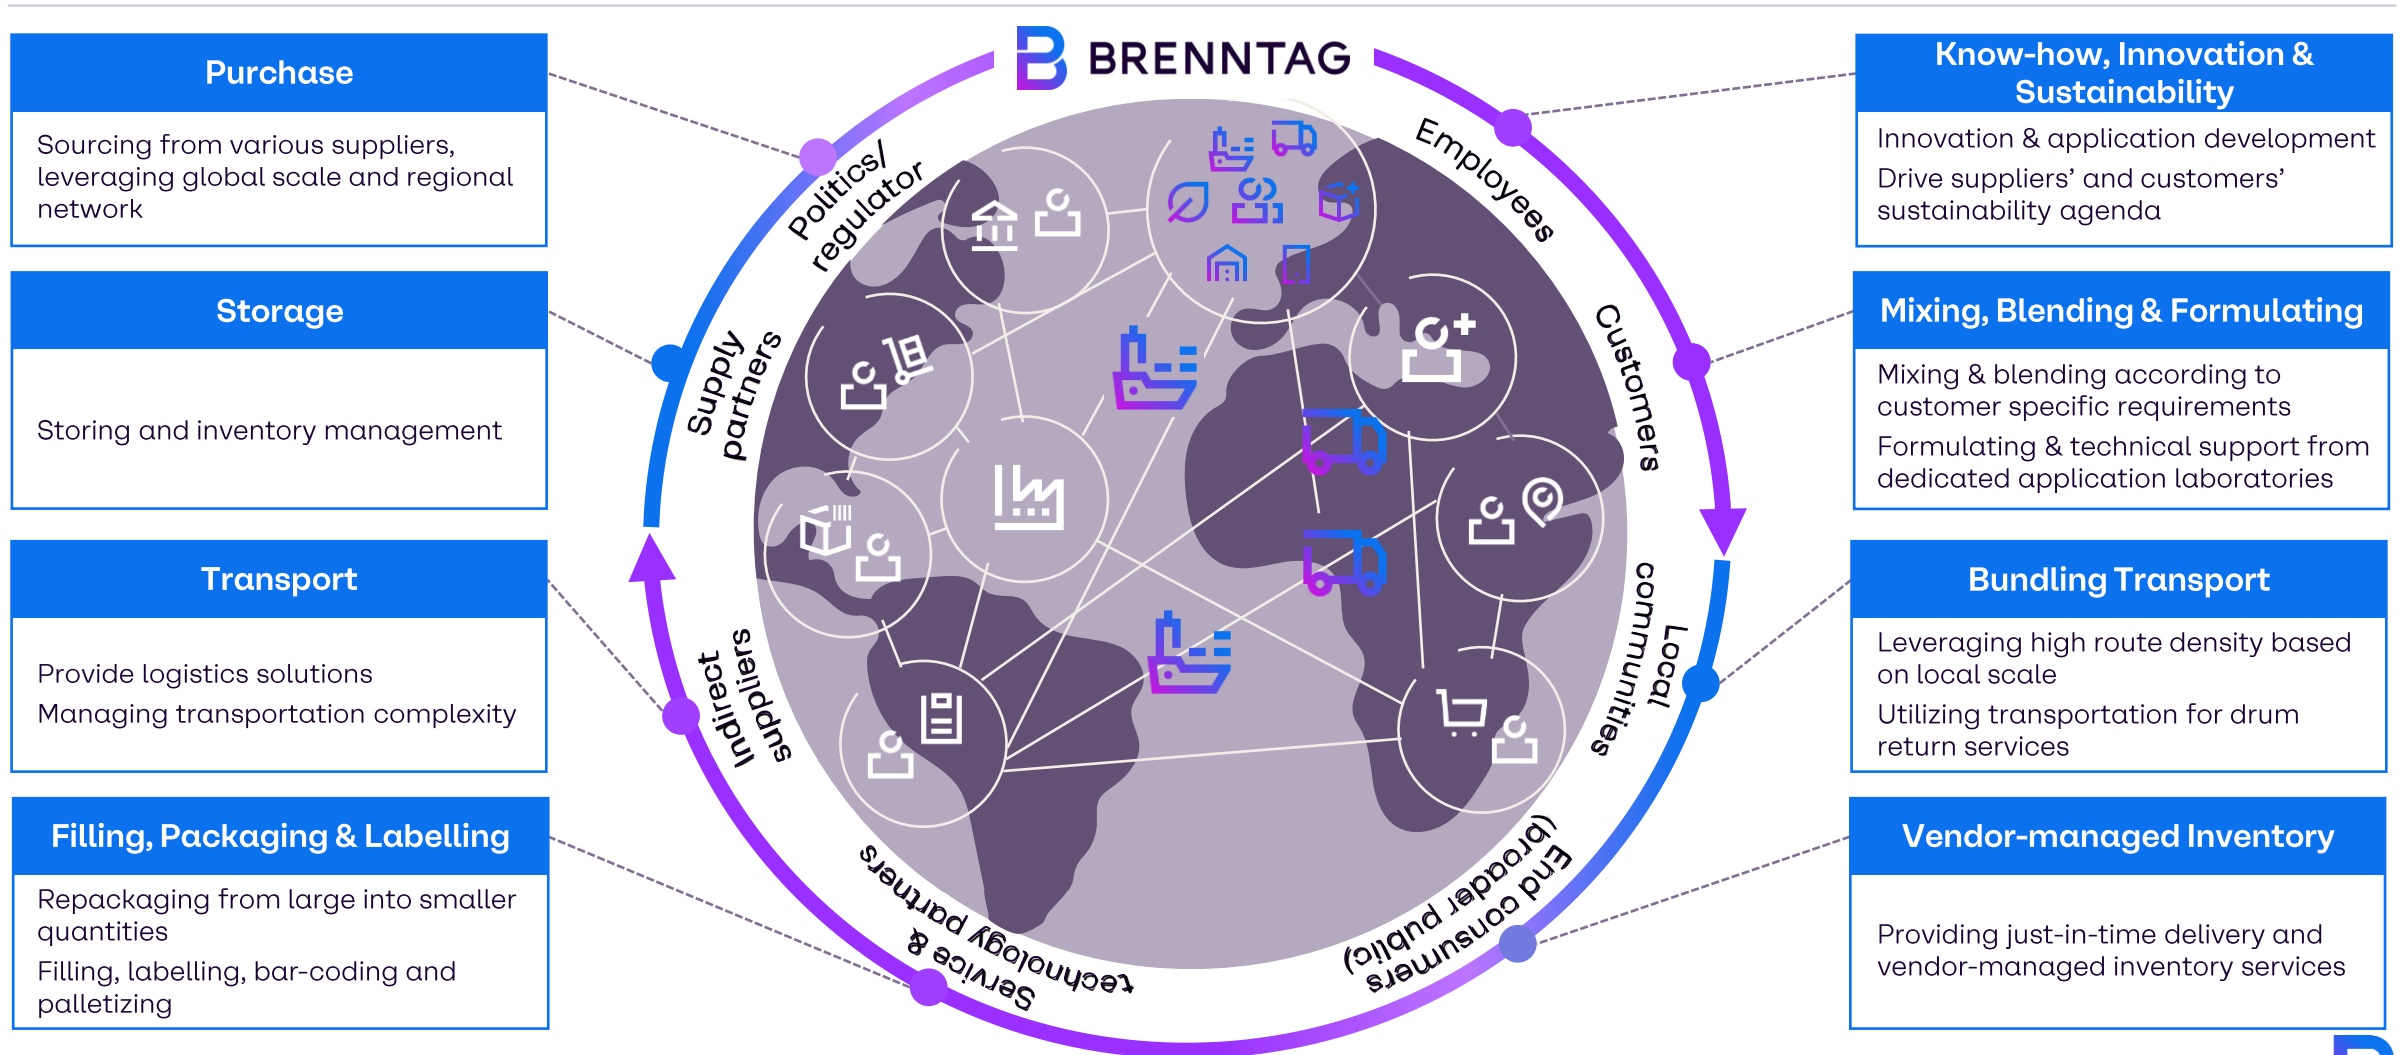 BRENNTAG
Purchase
Sourcing from various suppliers,
leveraging global scale and regional
network
Storage
Storing and inventory management
Transport
Provide logistics solutions
Managing transportation complexity
Filling, Packaging & Labelling
Repackaging from large into smaller
quantities
Filling, labelling, bar-coding and
palletizing
Politics/
regulator
Supply
partners
Indirect
suppliers
Service &
technology partners
Employees
Customers
Local
communities
End consumers
(broader public)
Know-how, Innovation &
Sustainability
Innovation & application development
Drive suppliers’ and customers’
sustainability agenda
Mixing, Blending & Formulating
Mixing & blending according to
customer specific requirements
Formulating & technical support from
dedicated application laboratories
Bundling Transport
Leveraging high route density based
on local scale
Utilizing transportation for drum
return services
Vendor-managed Inventory
Providing just-in-time delivery and
vendor-managed inventory services